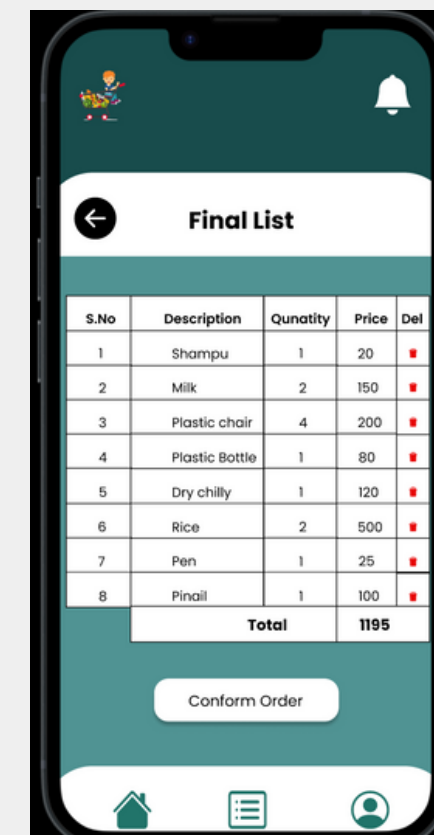 Final List
S.No Description Qunatity Price Del
1 Shampu 1 20
2 Milk 2 150
3 Plastic chair 4 200
4 Plastic Bottle 1 80
5 Dry chilly 1 120
6 Rice 2 500
7 Pen 1 25
8 Pinail 1 100
Total 1195
Conform Order